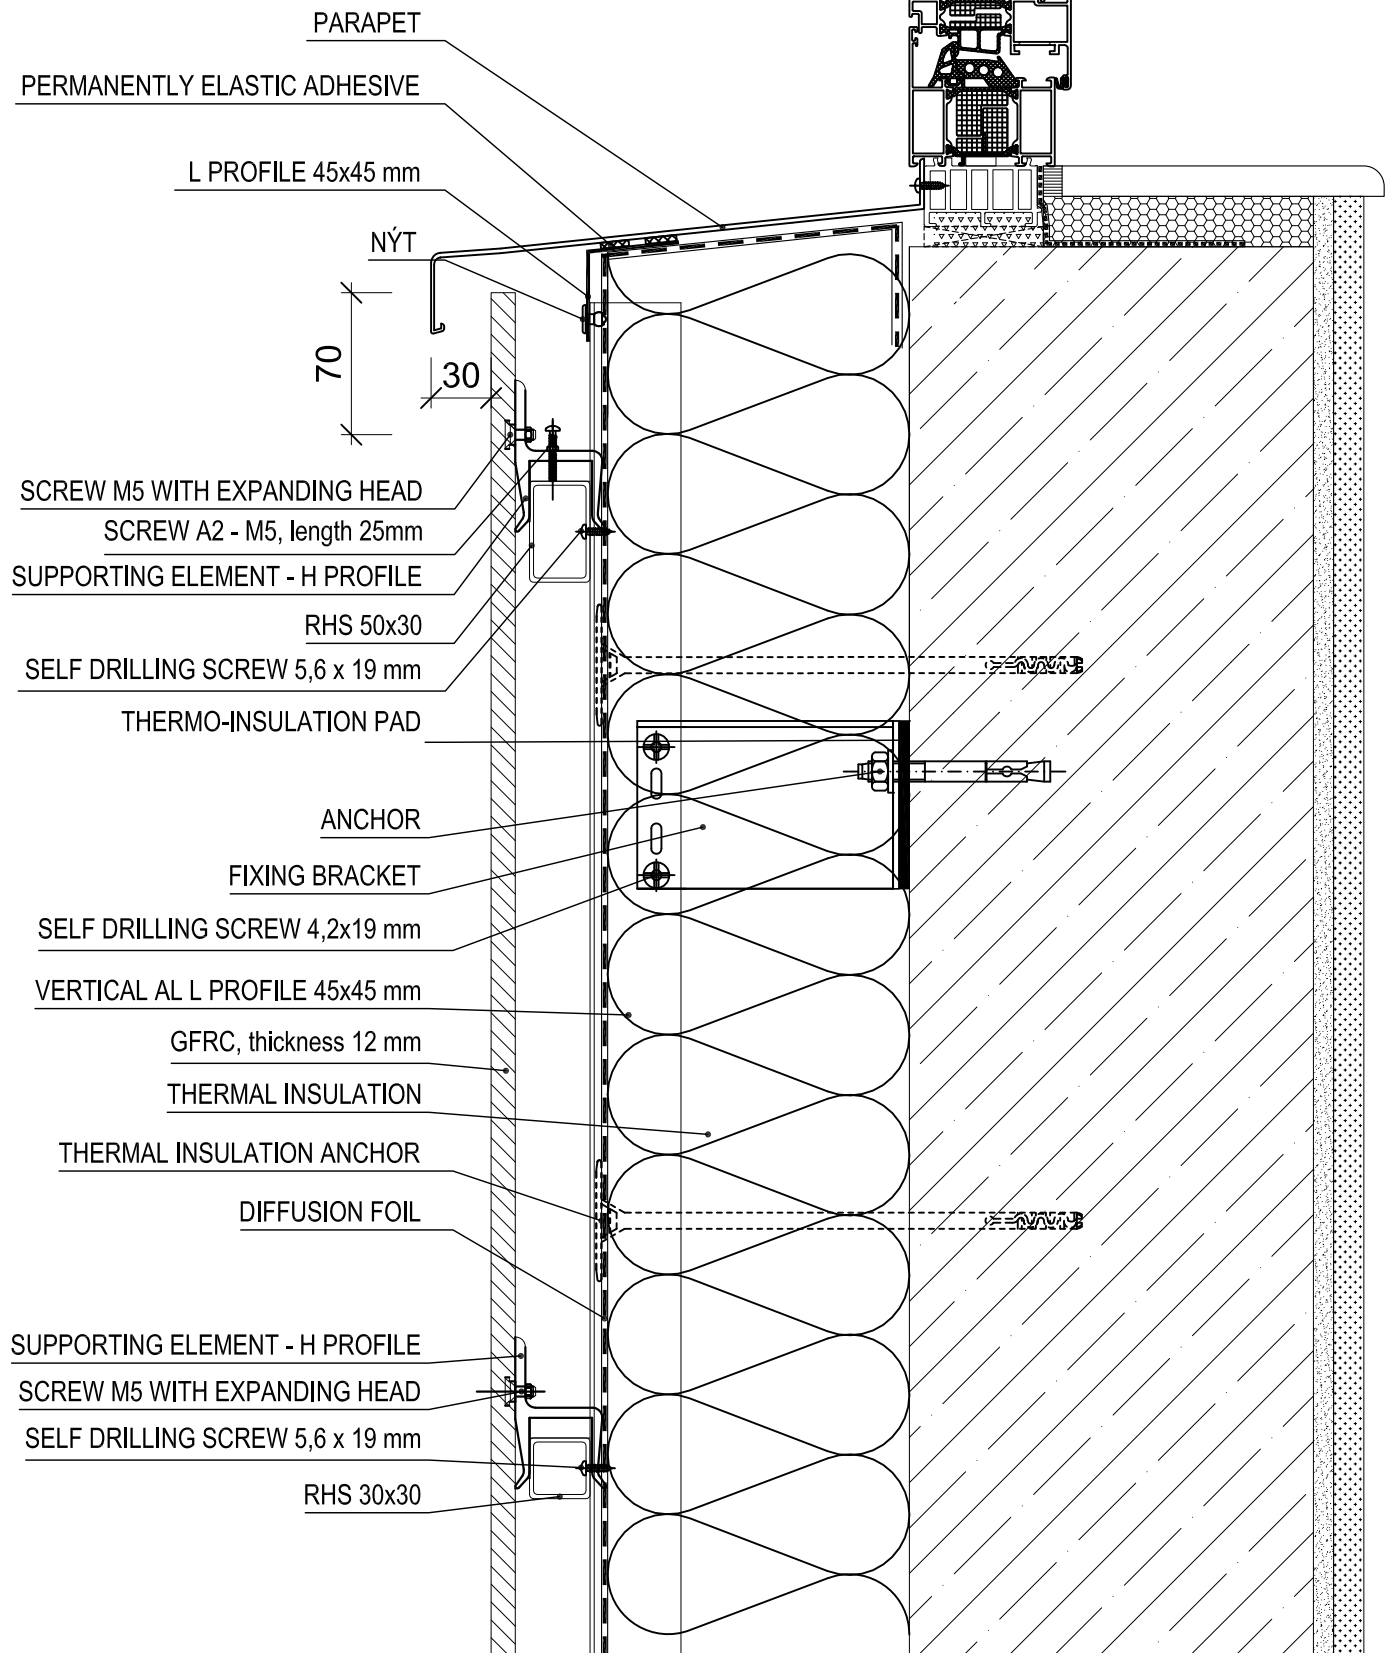 PARAPET
PERMANENTLY ELASTIC ADHESIVE
L PROFILE 45x45 mm
NÝT
70
30
SCREW M5 WITH EXPANDING HEAD
SCREW A2 - M5, length 25mm
SUPPORTING ELEMENT - H PROFILE
RHS 50x30
SELF DRILLING SCREW 5,6 x 19 mm
THERMO-INSULATION PAD
ANCHOR
FIXING BRACKET
SELF DRILLING SCREW 4,2x19 mm
VERTICAL AL L PROFILE 45x45 mm
GFRC, thickness 12 mm
THERMAL INSULATION
THERMAL INSULATION ANCHOR
DIFFUSION FOIL
SUPPORTING ELEMENT - H PROFILE
SCREW M5 WITH EXPANDING HEAD
SELF DRILLING SCREW 5,6 x 19 mm
RHS 30x30